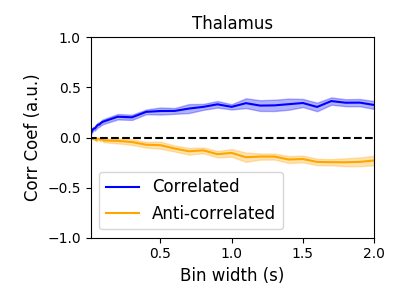 Thalamus
Corr Coef (a.u.)
1.0
0.5
0.0
−0.5
−1.0
Correlated
Anti-correlated
0.5 1.0 1.5 2.0
Bin width (s)